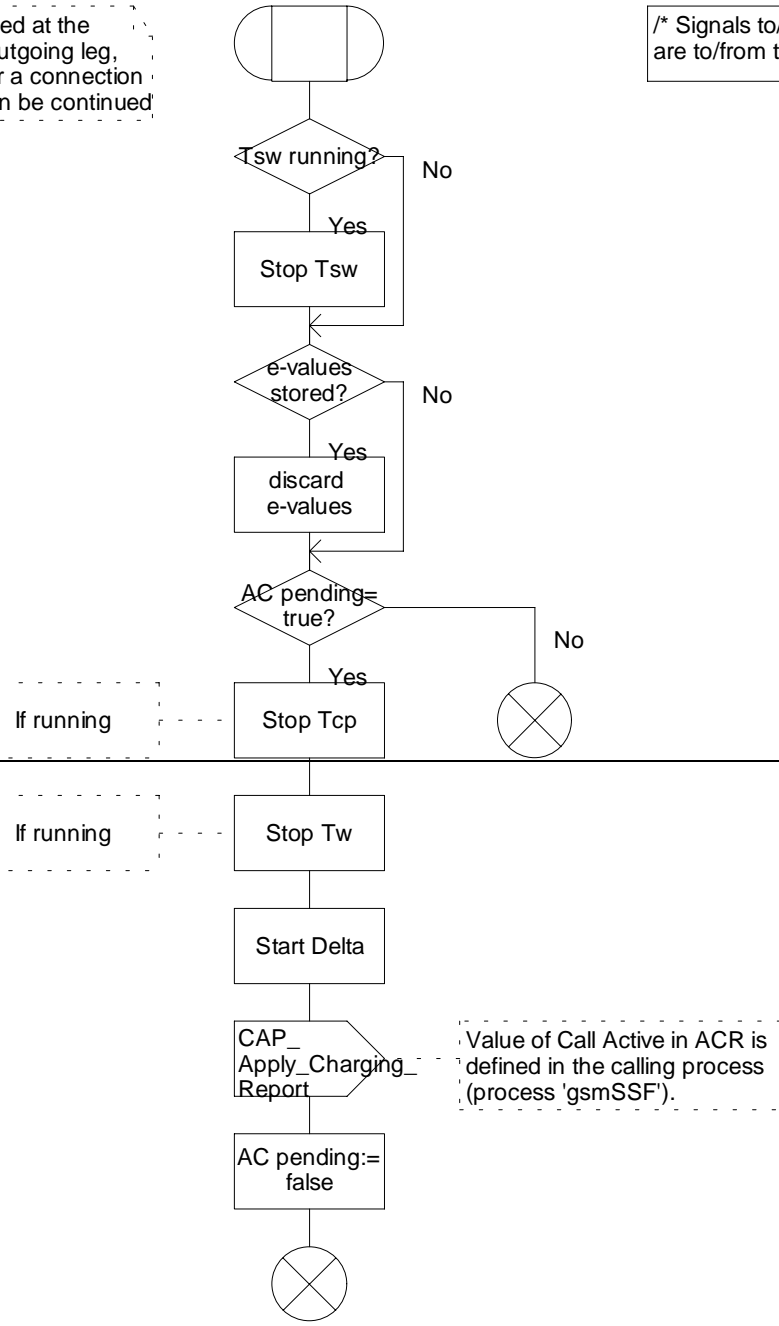 ed at the
utgoing leg,
r a connection
n be continued
/* Signals to/
are to/from t
Tsw running?
No
Yes
Stop Tsw
e-values
stored?
No
Yes
discard
e-values
AC pending=
true?
No
Yes
If running
Stop Tcp
If running
Stop Tw
Start Delta
CAP_
Apply_Charging_
Report
Value of Call Active in ACR is
defined in the calling process
(process 'gsmSSF').
AC pending:=
false